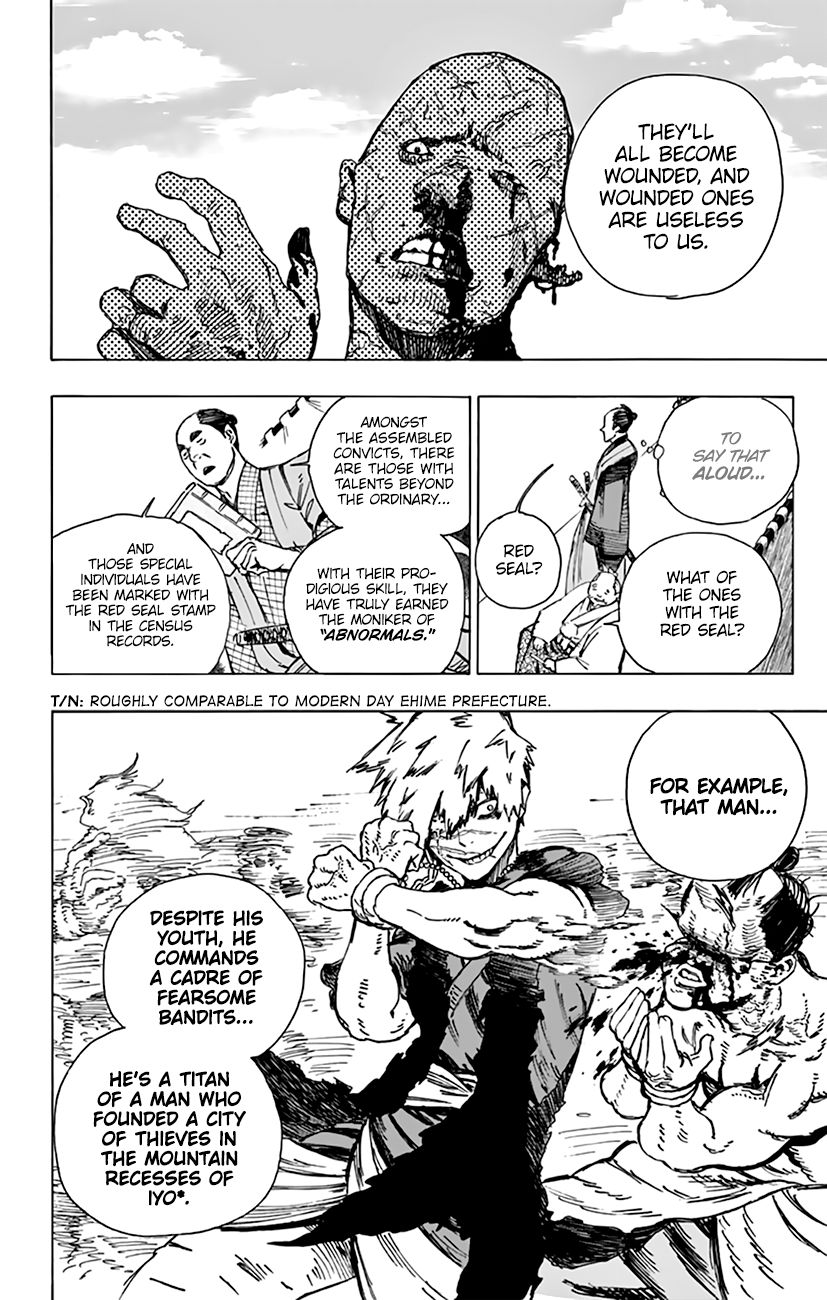 THEY'LL
ALL BECOME
WOUNDED, AND
WOUNDED ONES
ARE USELESS
TO US.
TO
SAY THAT
ALOUD...
WHAT OF
THE ONES
WITH THE
RED SEAL?
RED
SEAL?
AMONGST
THE ASSEMBLED
CONVICTS, THERE
ARE THOSE WITH
TALENTS BEYOND
THE ORDINARY...
WITH THEIR PRO-
DIGIOUS SKILL, THEY
HAVE TRULY EARNED
THE MONIKER OF
"ABNORMALS."
AND
THOSE SPECIAL
INDIVIDUALS HAVE
BEEN MARKED WITH
THE RED SEAL STAMP
IN THE CENSUS
RECORDS.
T/N: ROUGHLY COMPARABLE TO MODERN DAY EHIME PREFECTURE.
FOR EXAMPLE,
THAT MAN...
DESPITE HIS
YOUTH, HE
COMMANDS
A CADRE OF
FEARSOME
BANDITS...
HE'S A TITAN
OF A MAN WHO
FOUNDED A CITY
OF THIEVES IN
THE MOUNTAIN
RECESSES OF
IYO*.